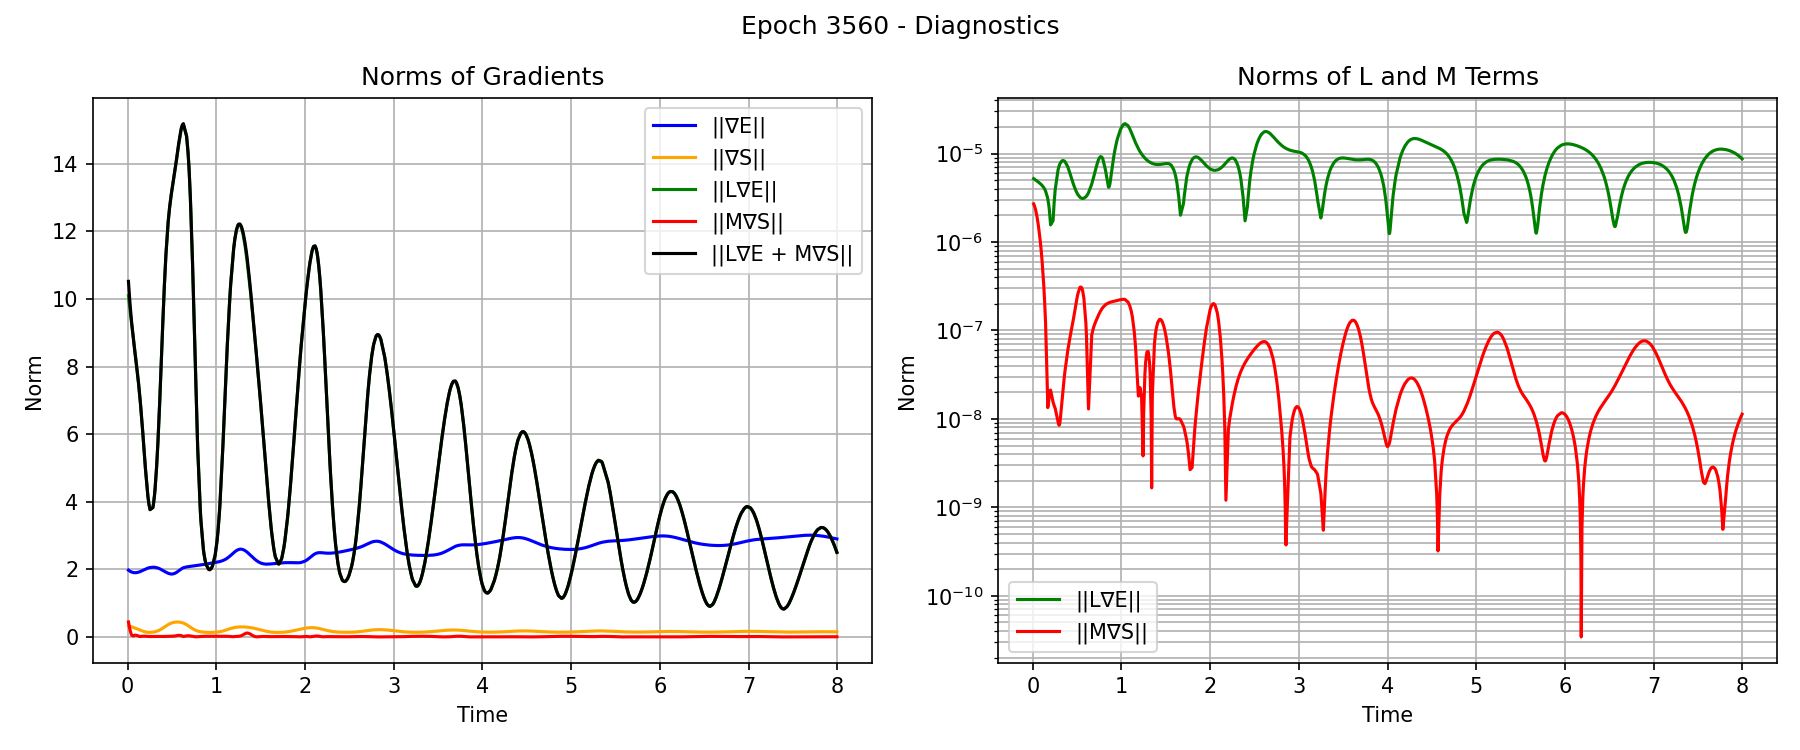 Epoch 3560 - Diagnostics
Norms of Gradients
Norm
14
12
10
8
6
4
2
0
0 1 2 3 4 5 6 7 8
Time
||∇E||
||∇S||
||L∇E||
||M∇S||
||L∇E + M∇S||
Norms of L and M Terms
Norm
10⁻⁵
10⁻⁶
10⁻⁷
10⁻⁸
10⁻⁹
10⁻¹⁰
0 1 2 3 4 5 6 7 8
Time
||L∇E||
||M∇S||